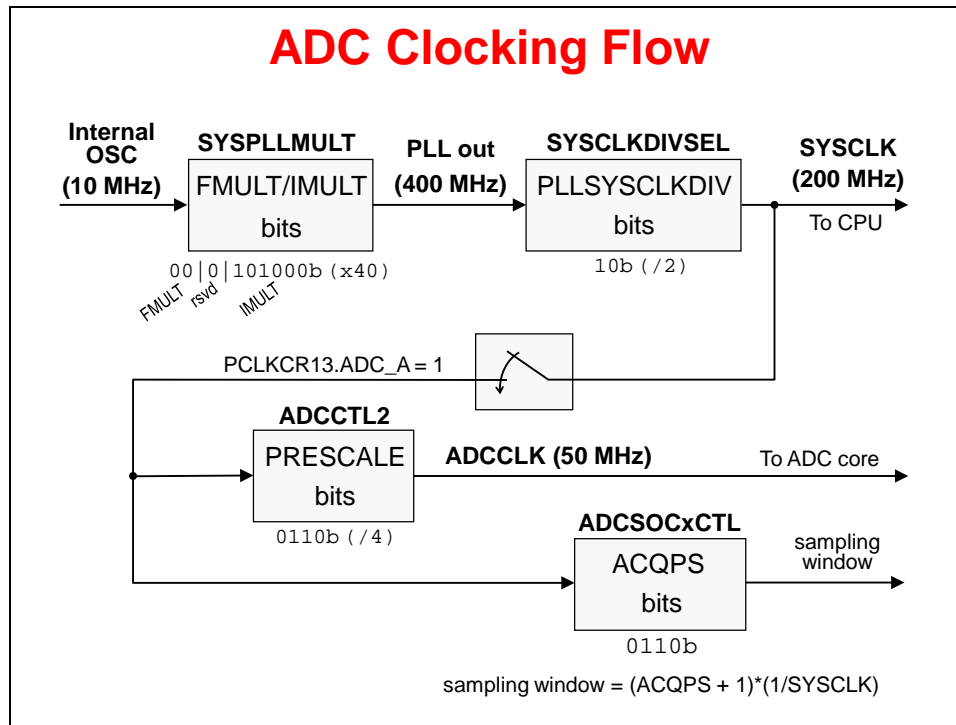 ADC Clocking Flow
Internal
OSC
(10 MHz)
SYSPLLMULT
FMULT/IMULT
bits
00|0|101000b (x40)
FMULT
rsvd
IMULT
PLL out
(400 MHz)
SYSCLKDIVSEL
PLLSYSCLKDIV
bits
10b (/2)
SYSCLK
(200 MHz)
To CPU
PCLKCR13.ADC_A = 1
ADCCTL2
PRESCALE
bits
0110b (/4)
ADCCLK (50 MHz)
To ADC core
ADCSOCxCTL
ACQPS
bits
0110b
sampling
window
sampling window = (ACQPS + 1)*(1/SYSCLK)